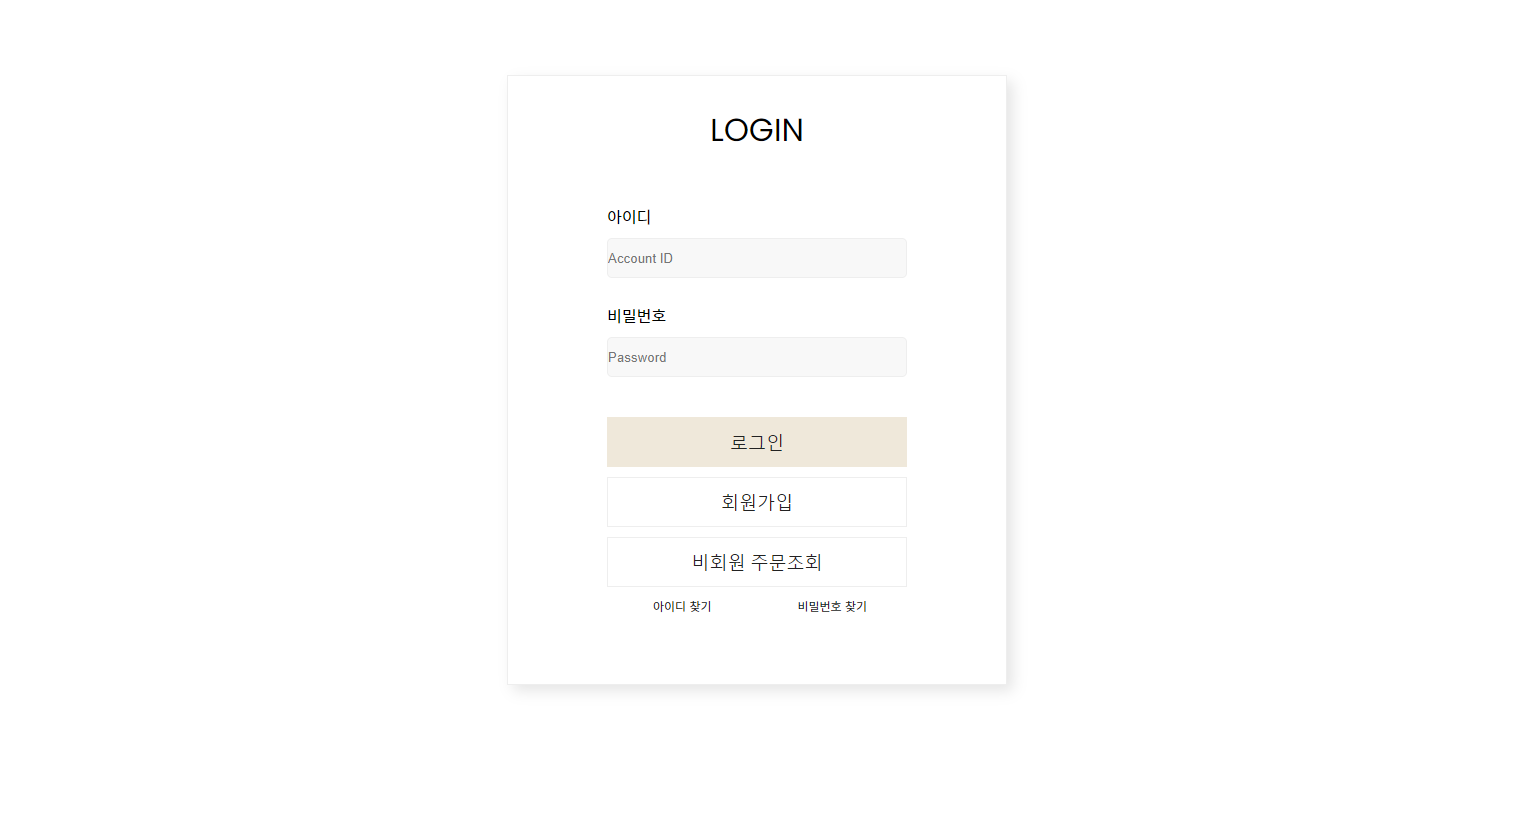 LOGIN
아이디
Account ID
비밀번호
Password
로그인
회원가입
비회원 주문조회
아이디 찾기 비밀번호 찾기